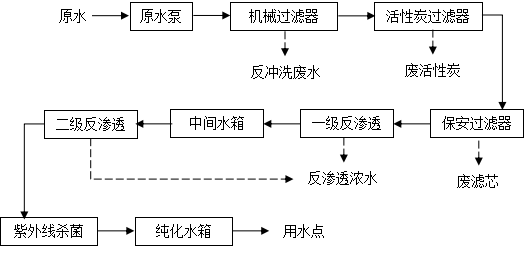 原水 原水泵 机械过滤器 活性炭过滤器
反冲洗废水 废活性炭
二级反渗透 中间水箱 一级反渗透 保安过滤器
反渗透浓水 废滤芯
紫外线杀菌 纯化水箱 用水点